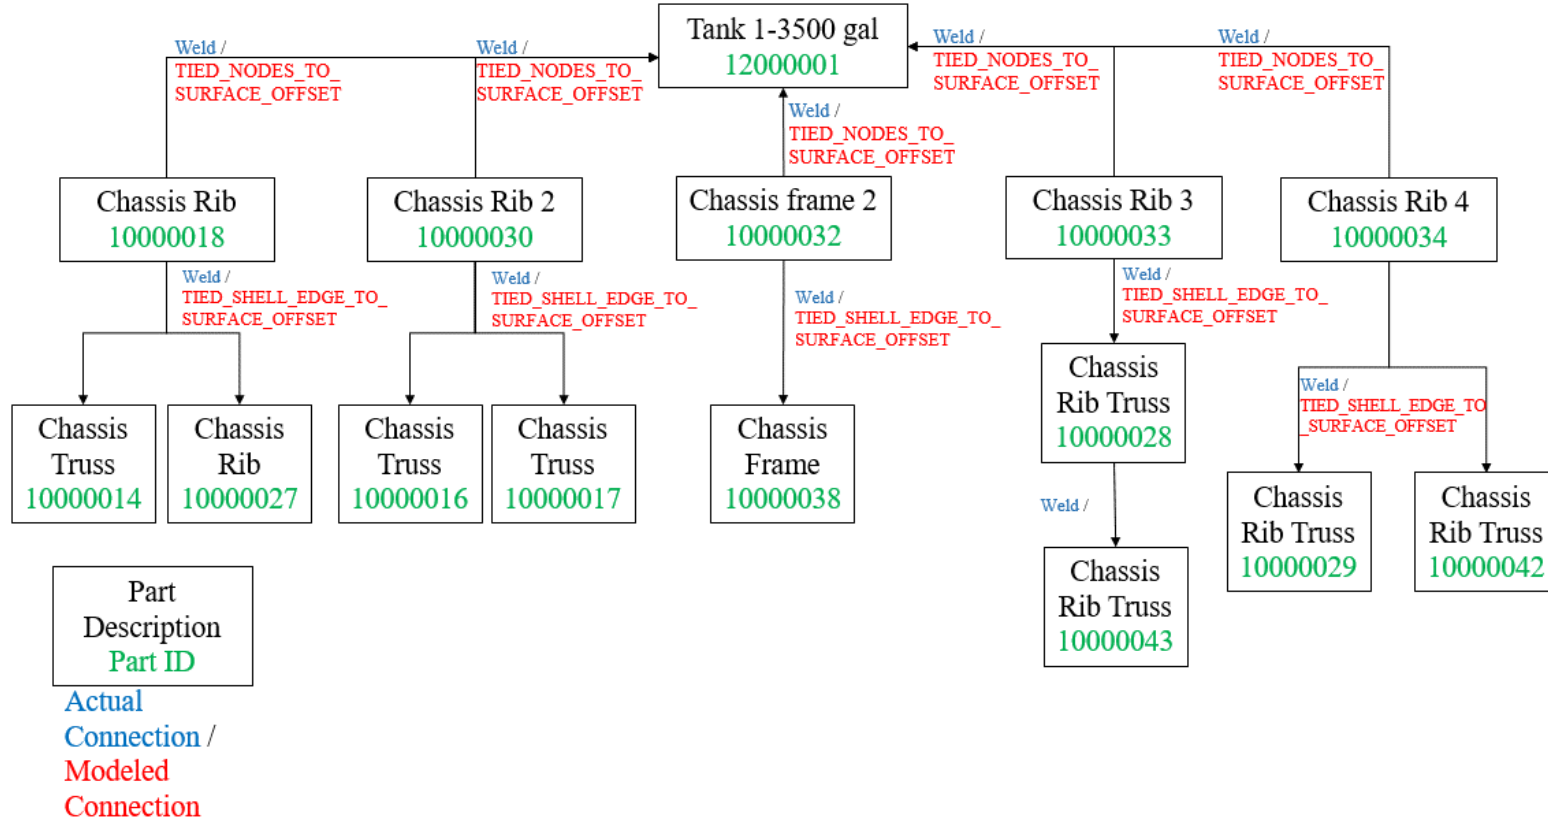 Tank 1-3500 gal
12000001
Weld /
TIED_NODES_TO_
SURFACE_OFFSET
Weld /
TIED_NODES_TO_
SURFACE_OFFSET
Weld /
TIED_NODES_TO_
SURFACE_OFFSET
Weld /
TIED_NODES_TO_
SURFACE_OFFSET
Weld /
TIED_NODES_TO_
SURFACE_OFFSET
Chassis Rib
10000018
Chassis Rib 2
10000030
Chassis frame 2
10000032
Chassis Rib 3
10000033
Chassis Rib 4
10000034
Weld /
TIED_SHELL_EDGE_TO_
SURFACE_OFFSET
Weld /
TIED_SHELL_EDGE_TO_
SURFACE_OFFSET
Weld /
TIED_SHELL_EDGE_TO_
SURFACE_OFFSET
Weld /
TIED_SHELL_EDGE_TO_
SURFACE_OFFSET
Weld /
TIED_SHELL_EDGE_TO
_SURFACE_OFFSET
Chassis
Truss
10000014
Chassis
Rib
10000027
Chassis
Truss
10000016
Chassis
Truss
10000017
Chassis
Frame
10000038
Chassis
Rib Truss
10000028
Weld /
Chassis
Rib Truss
10000043
Chassis
Rib Truss
10000029
Chassis
Rib Truss
10000042
Part
Description
Part ID
Actual
Connection /
Modeled
Connection